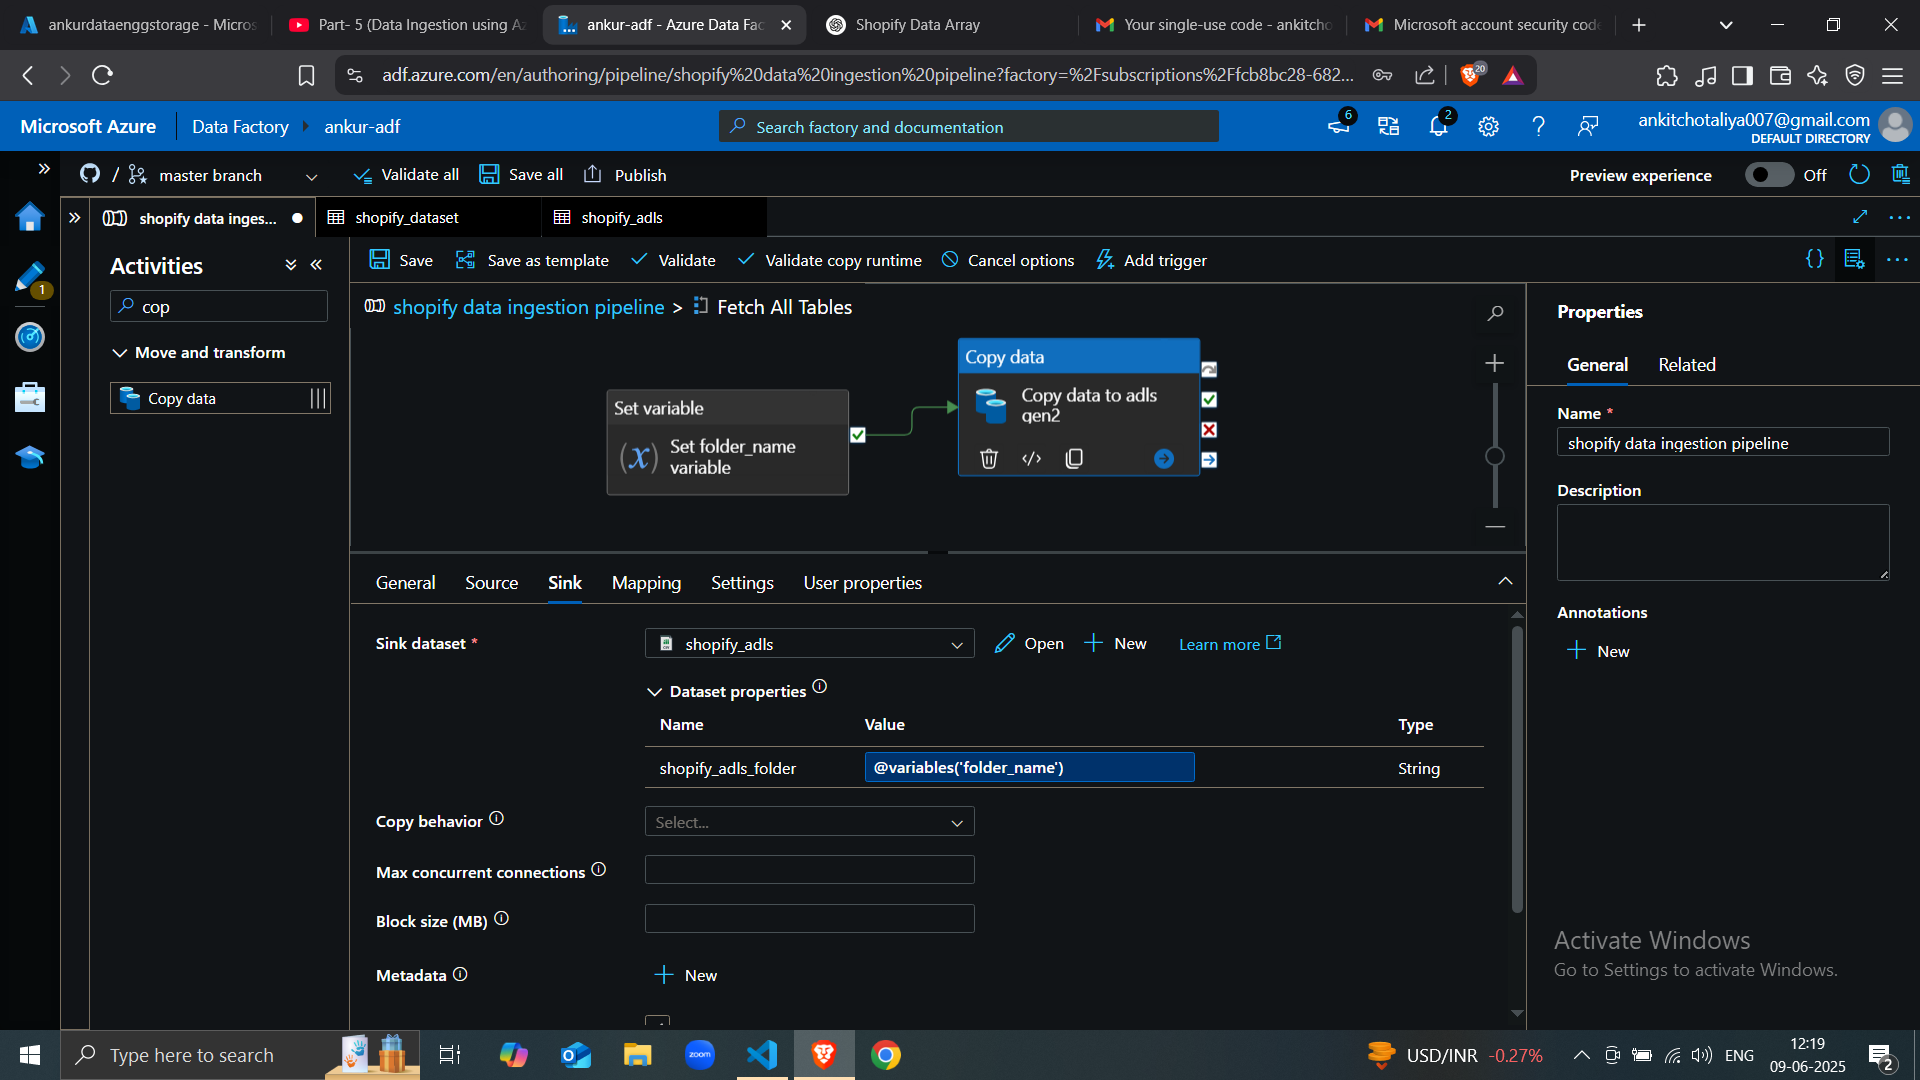 ankurdataenggstorage - Micros
Part- 5 (Data Ingestion using Az
ankur-adf - Azure Data Fac
Shopify Data Array
Your single-use code - ankitcho
Microsoft account security code
adf.azure.com/en/authoring/pipeline/shopify%20data%20ingestion%20pipeline?factory=%2Fsubscriptions%2Ffcb8bc28-682...
20
Microsoft Azure
Data Factory
ankur-adf
Search factory and documentation
6
2
ankitchotaliya007@gmail.com
DEFAULT DIRECTORY
/ master branch
Validate all
Save all
Publish
Preview experience
Off
shopify data inges...
shopify_dataset
shopify_adls
Activities
cop
Move and transform
Copy data
1
Save
Save as template
Validate
Validate copy runtime
Cancel options
Add trigger
shopify data ingestion pipeline > Fetch All Tables
Set variable
(x)
Set folder_name
variable
Copy data
Copy data to adls
gen2
General
Source
Sink
Mapping
Settings
User properties
Sink dataset *
shopify_adls
Open
New
Learn more
Dataset properties
Name
Value
Type
shopify_adls_folder
@variables('folder_name')
String
Copy behavior
Select...
Max concurrent connections
Block size (MB)
Metadata
New
Properties
General
Related
Name *
shopify data ingestion pipeline
Description
Annotations
New
Activate Windows
Go to Settings to activate Windows.
Type here to search
zoom
USD/INR -0.27%
ENG
12:19
09-06-2025
2